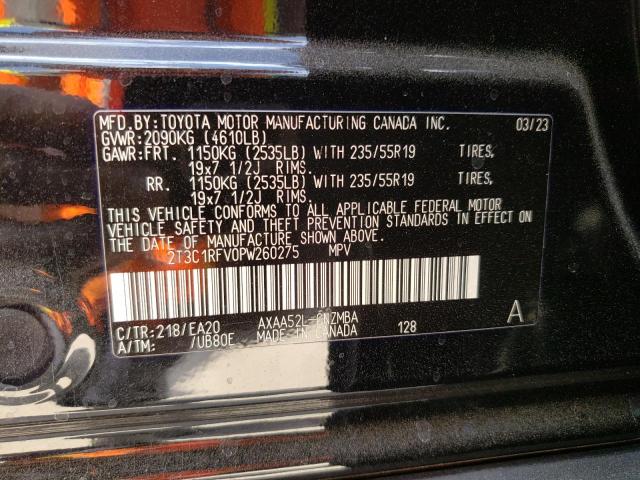 MFD.BY:TOYOTA MOTOR MANUFACTURING CANADA INC. 03/23
GVWR:2090KG (4610LB)
GAWR:FRT. 1150KG (2535LB) WITH 235/55R19 TIRES,
19x7 1/2J RIMS.
RR. 1150KG (2535LB) WITH 235/55R19 TIRES,
19x7 1/2J RIMS.
THIS VEHICLE CONFORMS TO ALL APPLICABLE FEDERAL MOTOR
VEHICLE SAFETY AND THEFT PREVENTION STANDARDS IN EFFECT ON
THE DATE OF MANUFACTURE SHOWN ABOVE.
2T3C1RFV0PW260275 MPV
C/TR:218/EA20 AXAA52L-ANZMBA A
A/TM: /UB80E MADE IN CANADA 128